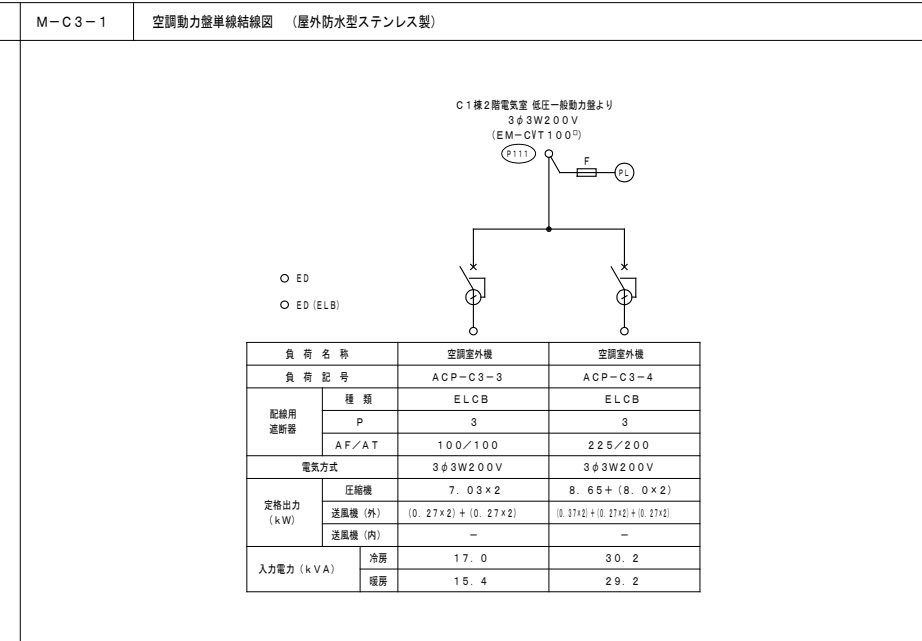 M－C3－1 空調動力盤単線結線図 （屋外防水型ステンレス製）
C1棟2階電気室 低圧一般動力盤より
3φ3W200V
(EM－CVT100□)
P111
F
PL
ED
ED(ELB)
負荷名称 空調室外機 空調室外機
負荷記号 ACP－C3－3 ACP－C3－4
配線用遮断器 種類 ELCB ELCB
P 3 3
AF／AT 100／100 225／200
電気方式 3φ3W200V 3φ3W200V
定格出力（kW） 圧縮機 7.03×2 8.65＋(8.0×2)
送風機（外） (0.27×2)＋(0.27×2) (0.37×2)＋(0.27×2)＋(0.27×2)
送風機（内） － －
入力電力（kVA） 冷房 17.0 30.2
暖房 15.4 29.2